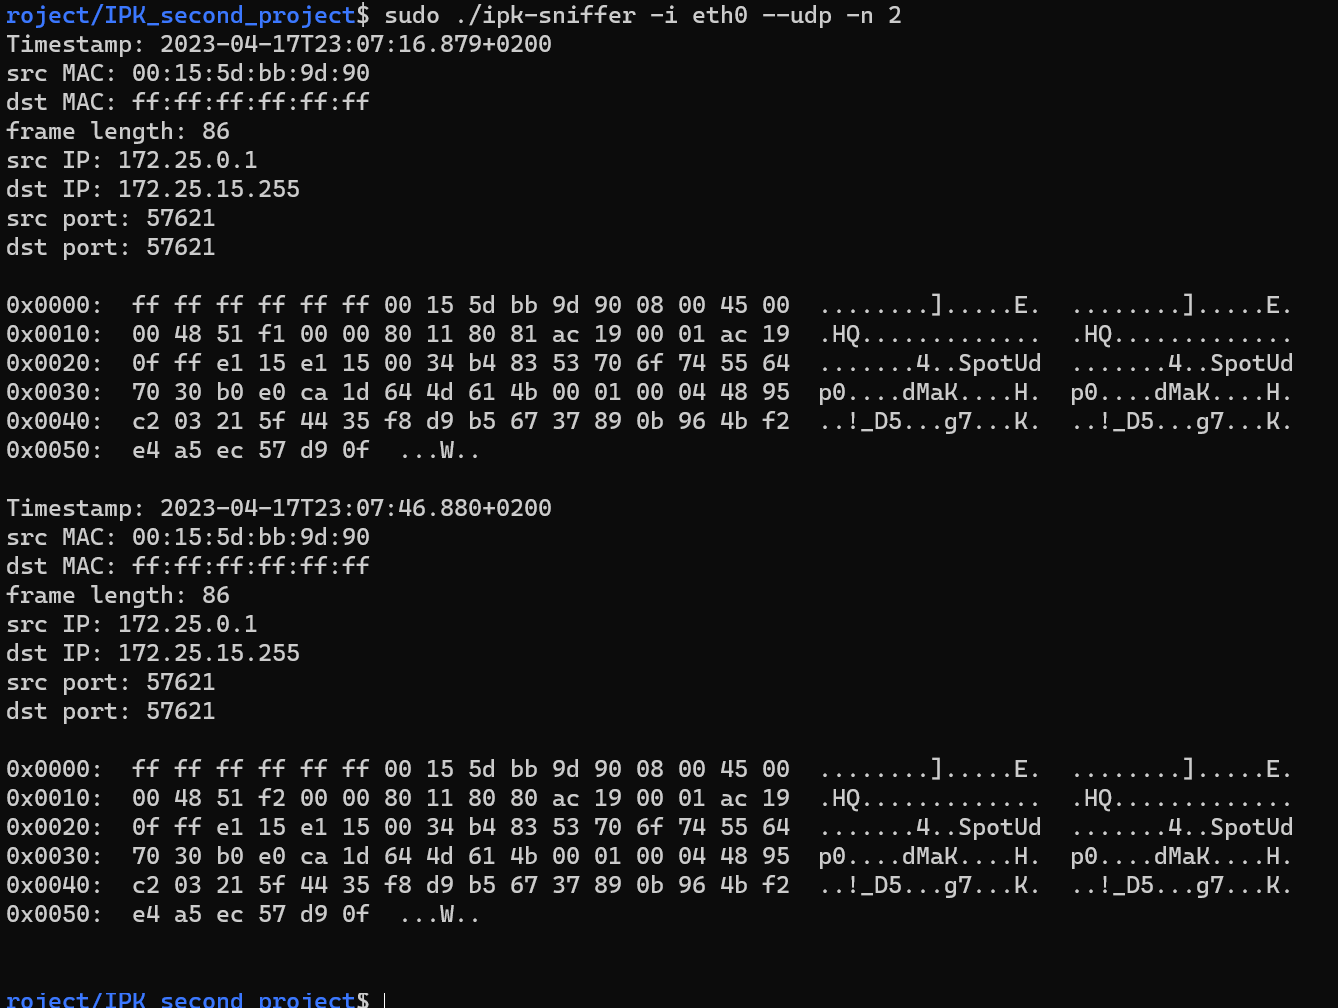 roject/IPK_second_project$ sudo ./ipk-sniffer -i eth0 --udp -n 2
Timestamp: 2023-04-17T23:07:16.879+0200
src MAC: 00:15:5d:bb:9d:90
dst MAC: ff:ff:ff:ff:ff:ff
frame length: 86
src IP: 172.25.0.1
dst IP: 172.25.15.255
src port: 57621
dst port: 57621

0x0000:  ff ff ff ff ff ff 00 15 5d bb 9d 90 08 00 45 00  ........].....E.  ........].....E.
0x0010:  00 48 51 f1 00 00 80 11 80 81 ac 19 00 01 ac 19  .HQ.............  .HQ.............
0x0020:  0f ff e1 15 e1 15 00 34 b4 83 53 70 6f 74 55 64  .......4..SpotUd  .......4..SpotUd
0x0030:  70 30 b0 e0 ca 1d 64 4d 61 4b 00 01 00 04 48 95  p0....dMaK....H.  p0....dMaK....H.
0x0040:  c2 03 21 5f 44 35 f8 d9 b5 67 37 89 0b 96 4b f2  ..!_D5...g7...K.  ..!_D5...g7...K.
0x0050:  e4 a5 ec 57 d9 0f  ...W..

Timestamp: 2023-04-17T23:07:46.880+0200
src MAC: 00:15:5d:bb:9d:90
dst MAC: ff:ff:ff:ff:ff:ff
frame length: 86
src IP: 172.25.0.1
dst IP: 172.25.15.255
src port: 57621
dst port: 57621

0x0000:  ff ff ff ff ff ff 00 15 5d bb 9d 90 08 00 45 00  ........].....E.  ........].....E.
0x0010:  00 48 51 f2 00 00 80 11 80 80 ac 19 00 01 ac 19  .HQ.............  .HQ.............
0x0020:  0f ff e1 15 e1 15 00 34 b4 83 53 70 6f 74 55 64  .......4..SpotUd  .......4..SpotUd
0x0030:  70 30 b0 e0 ca 1d 64 4d 61 4b 00 01 00 04 48 95  p0....dMaK....H.  p0....dMaK....H.
0x0040:  c2 03 21 5f 44 35 f8 d9 b5 67 37 89 0b 96 4b f2  ..!_D5...g7...K.  ..!_D5...g7...K.
0x0050:  e4 a5 ec 57 d9 0f  ...W..

roject/IPK_second_project$